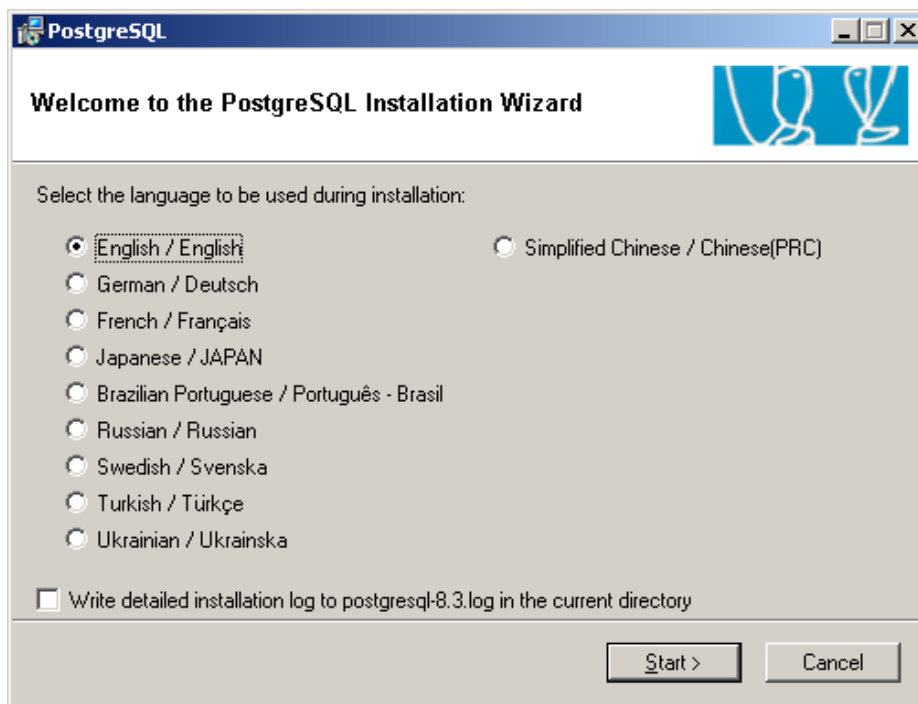 PostgreSQL
Welcome to the PostgreSQL Installation Wizard
Select the language to be used during installation:
English / English
Simplified Chinese / Chinese(PRC)
German / Deutsch
French / Français
Japanese / JAPAN
Brazilian Portuguese / Português - Brasil
Russian / Russian
Swedish / Svenska
Turkish / Türkçe
Ukrainian / Ukrainska
Write detailed installation log to postgresql-8.3.log in the current directory
Start >
Cancel